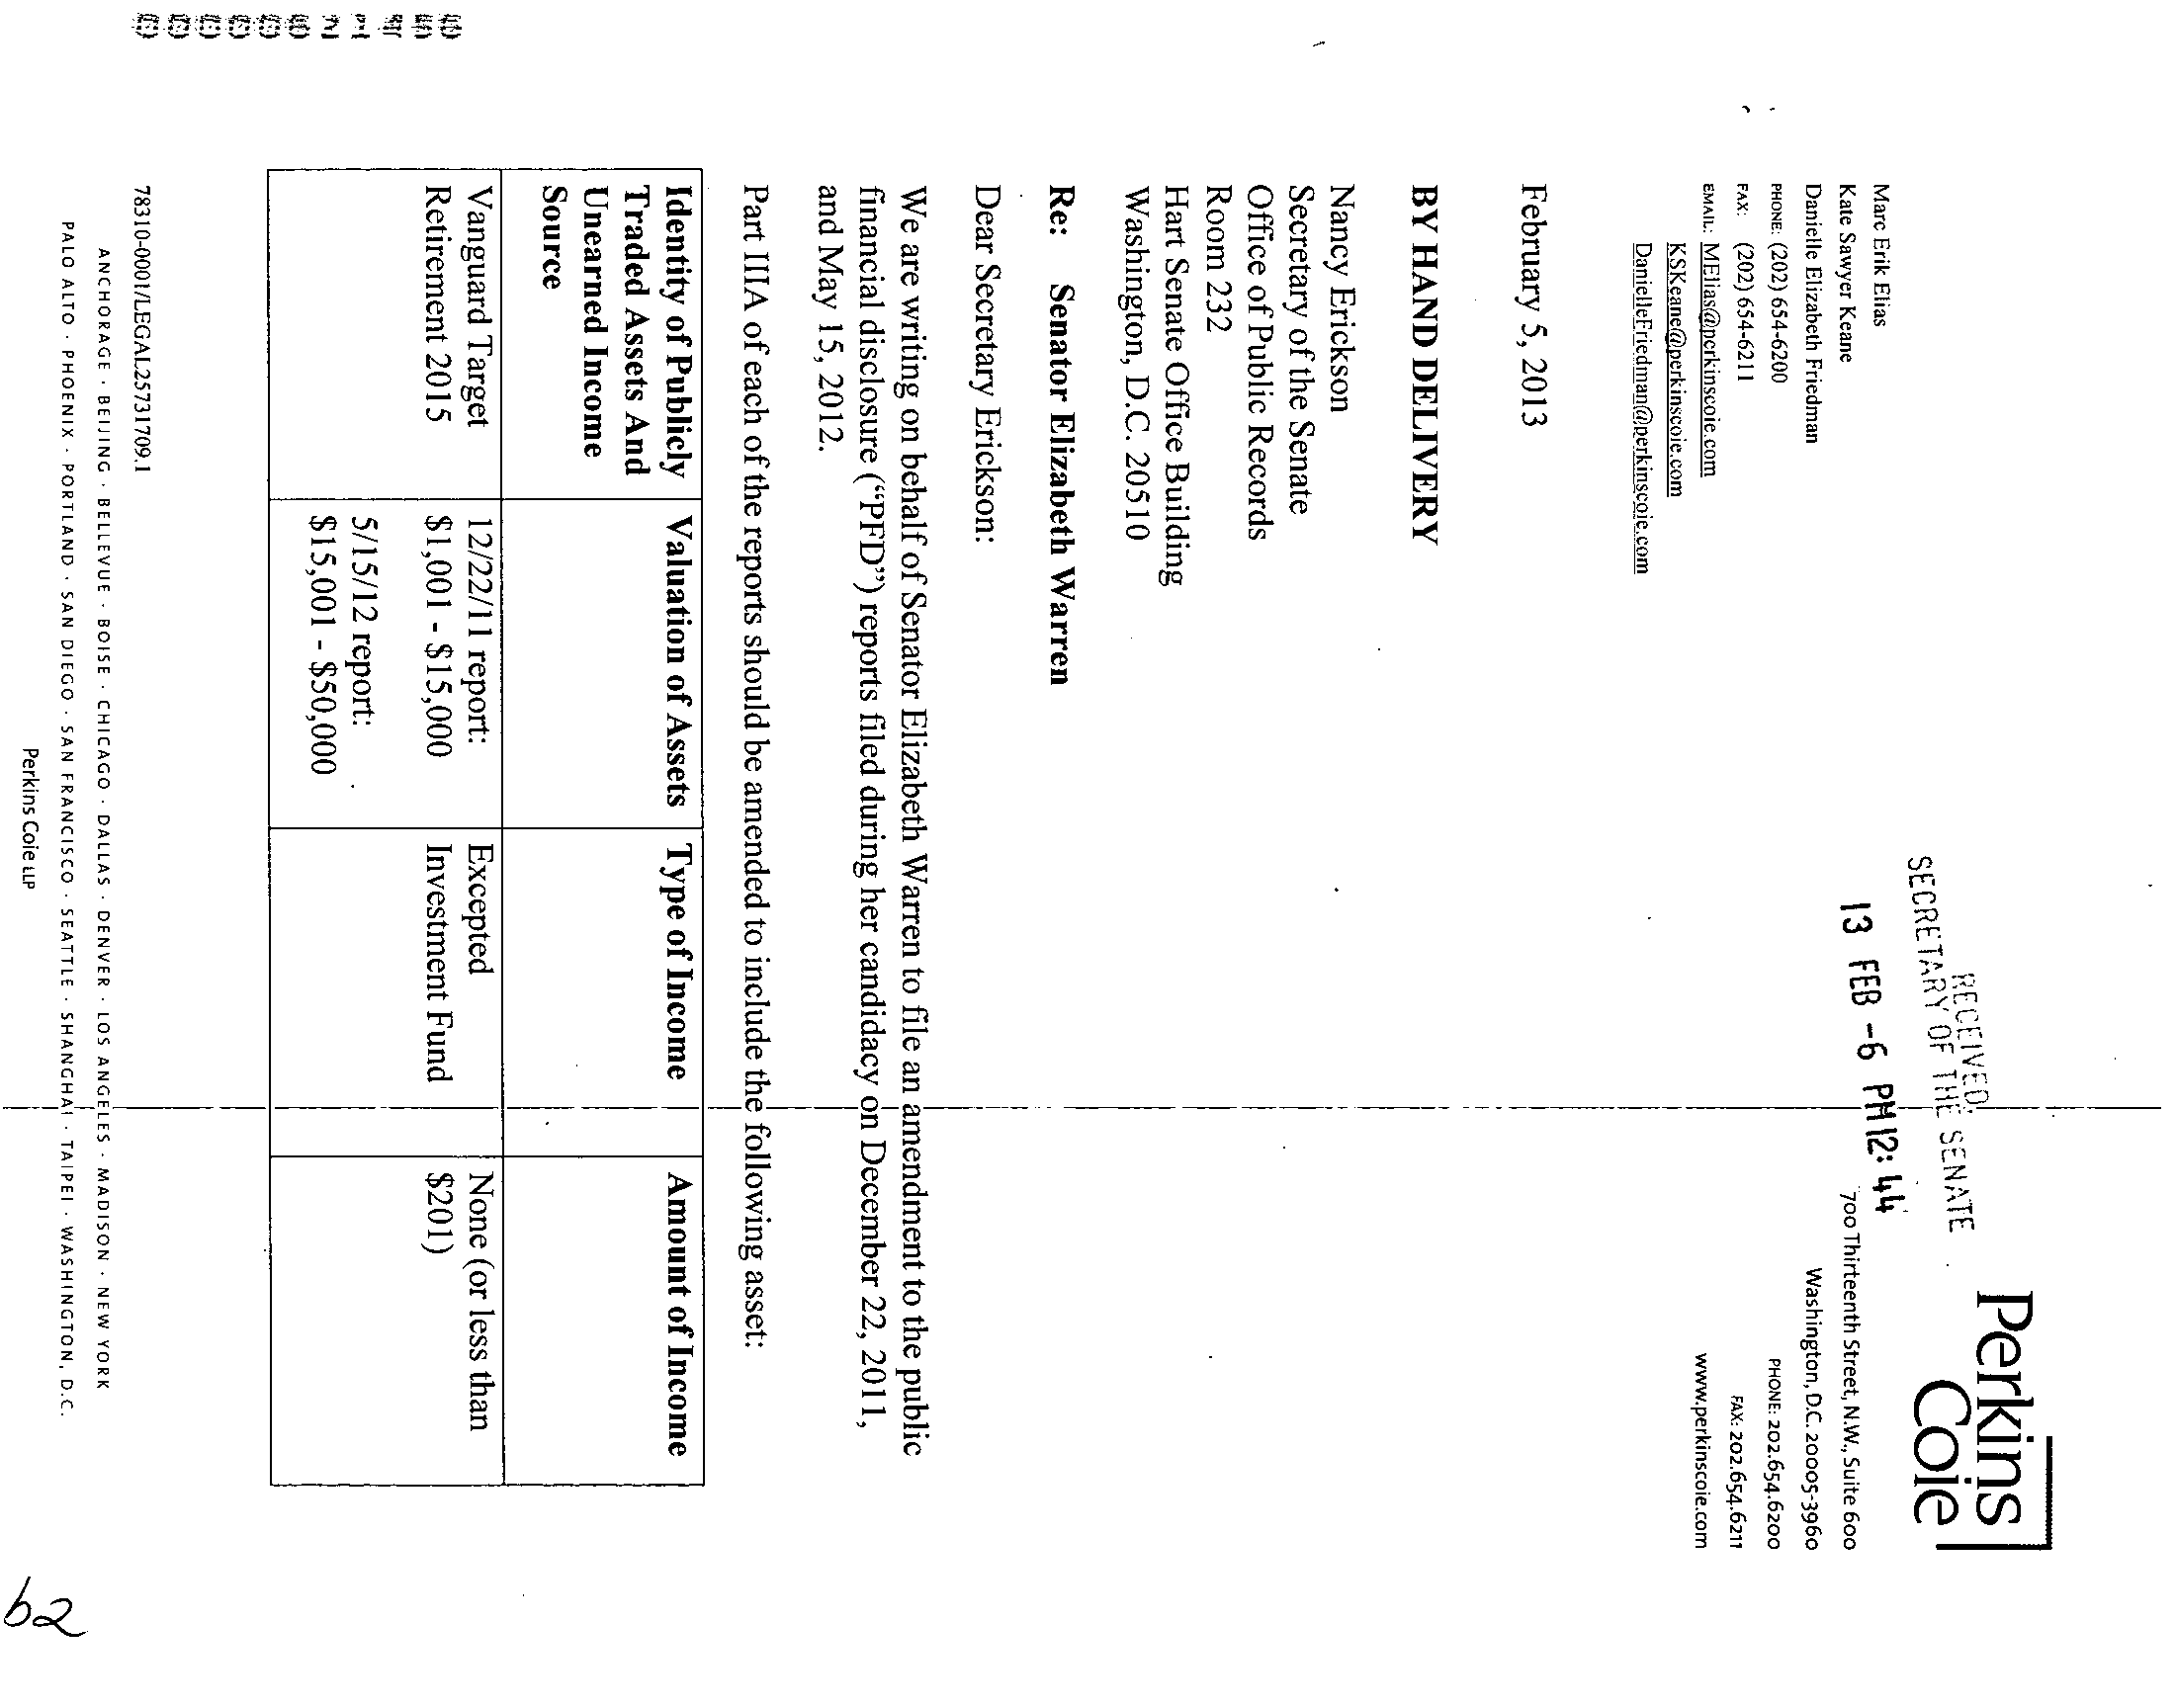 RECEIVED
SECRETARY OF THE SENATE
13 FEB -6 PM 12: 44
Perkins
Coie
Marc Erik Elias
Kate Sawyer Keane
Danielle Elizabeth Friedman
PHONE: (202) 654-6200
FAX: (202) 654-6211
EMAIL: MElias@perkinscoie.com
KSKeane@perkinscoie.com
DanielleFriedman@perkinscoie.com
700 Thirteenth Street, N.W., Suite 600
Washington, D.C. 20005-3960
PHONE: 202.654.6200
FAX: 202.654.6211
www.perkinscoie.com
February 5, 2013
BY HAND DELIVERY
Nancy Erickson
Secretary of the Senate
Office of Public Records
Room 232
Hart Senate Office Building
Washington, D.C. 20510
Re: Senator Elizabeth Warren
Dear Secretary Erickson:
We are writing on behalf of Senator Elizabeth Warren to file an amendment to the public
financial disclosure ("PFD") reports filed during her candidacy on December 22, 2011,
and May 15, 2012.
Part IIIA of each of the reports should be amended to include the following asset:
Identity of Publicly
Traded Assets And
Unearned Income
Source
Valuation of Assets
Type of Income
Amount of Income
Vanguard Target
Retirement 2015
12/22/11 report:
$1,001 - $15,000
5/15/12 report:
$15,001 - $50,000
Excepted
Investment Fund
None (or less than
$201)
78310-0001/LEGAL25731709.1
ANCHORAGE · BEIJING · BELLEVUE · BOISE · CHICAGO · DALLAS · DENVER · LOS ANGELES · MADISON · NEW YORK
PALO ALTO · PHOENIX · PORTLAND · SAN DIEGO · SAN FRANCISCO · SEATTLE · SHANGHAI · TAIPEI · WASHINGTON, D.C.
Perkins Coie LLP
b2